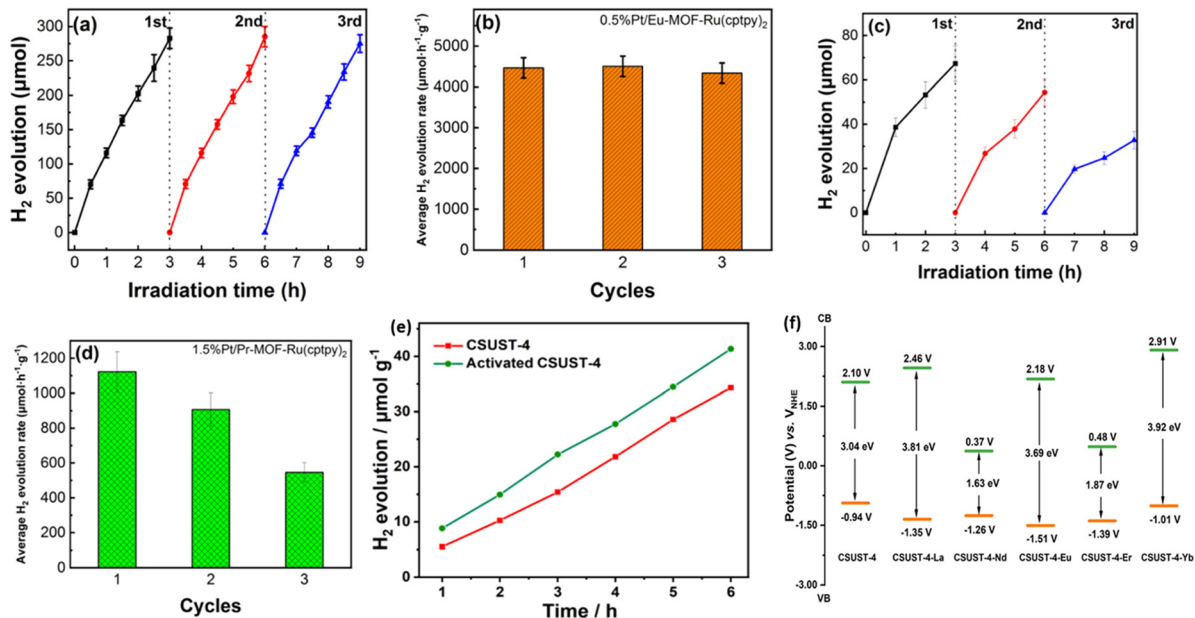 (a)
1st
2nd
3rd
H2 evolution (μmol)
300
250
200
150
100
50
0
0 1 2 3 4 5 6 7 8 9
Irradiation time (h)
(b)
0.5%Pt/Eu-MOF-Ru(cptpy)2
Average H2 evolution rate (μmol·h-1·g-1)
5000
4000
3000
2000
1000
0
1 2 3
Cycles
(c)
1st
2nd
3rd
H2 evolution (μmol)
80
60
40
20
0
0 1 2 3 4 5 6 7 8 9
Irradiation time (h)
(d)
1.5%Pt/Pr-MOF-Ru(cptpy)2
Average H2 evolution rate (μmol·h-1·g-1)
1200
1000
800
600
400
200
0
1 2 3
Cycles
(e)
CSUST-4
Activated CSUST-4
H2 evolution / μmol g-1
40
30
20
10
0
1 2 3 4 5 6
Time / h
(f)
CB
Potential (V) vs. VNHE
3.00
1.50
0.00
-1.50
-3.00
VB
2.10 V
2.46 V
0.37 V
2.18 V
0.48 V
2.91 V
3.04 eV
3.81 eV
1.63 eV
3.69 eV
1.87 eV
3.92 eV
-0.94 V
-1.35 V
-1.26 V
-1.51 V
-1.39 V
-1.01 V
CSUST-4 CSUST-4-La CSUST-4-Nd CSUST-4-Eu CSUST-4-Er CSUST-4-Yb